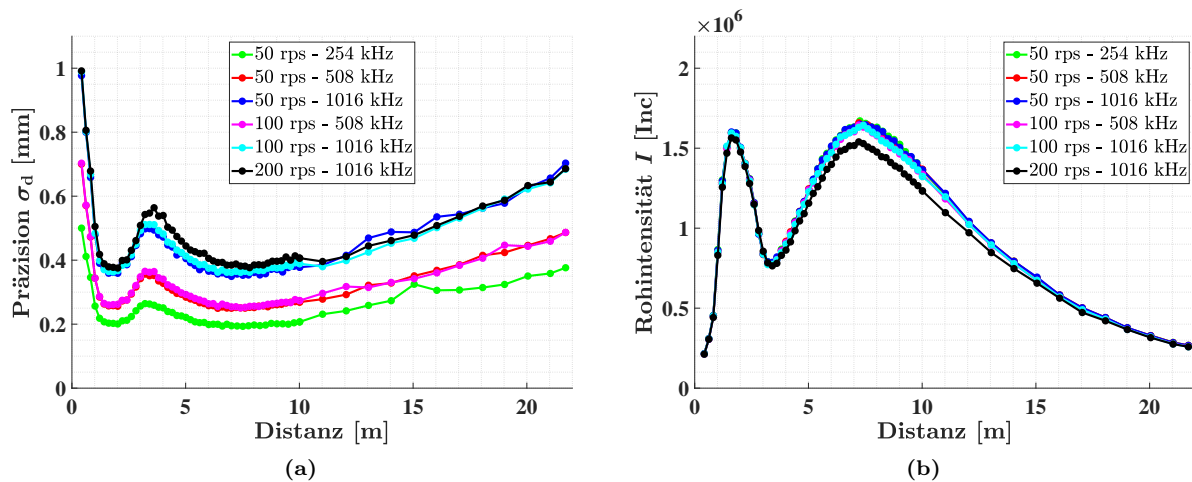 1
0.8
0.6
0.4
0.2
0
Präzision σd [mm]
50 rps - 254 kHz
50 rps - 508 kHz
50 rps - 1016 kHz
100 rps - 508 kHz
100 rps - 1016 kHz
200 rps - 1016 kHz
0 5 10 15 20
Distanz [m]
(a)
×10⁶
2
1.5
1
0.5
0
Rohintensität I [Inc]
50 rps - 254 kHz
50 rps - 508 kHz
50 rps - 1016 kHz
100 rps - 508 kHz
100 rps - 1016 kHz
200 rps - 1016 kHz
0 5 10 15 20
Distanz [m]
(b)